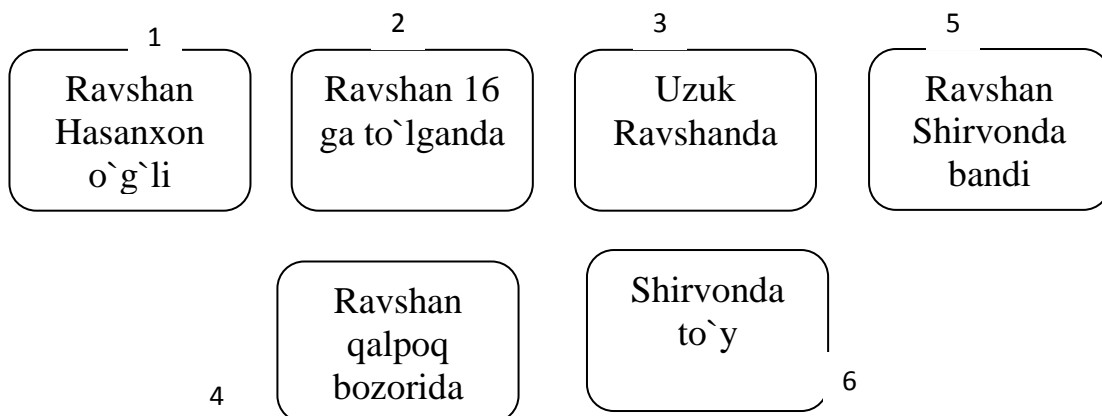 1
Ravshan
Hasanxon
o`g`li
2
Ravshan 16
ga to`lganda
3
Uzuk
Ravshanda
5
Ravshan
Shirvonda
bandi
4
Ravshan
qalpoq
bozorida
Shirvonda
to`y
6